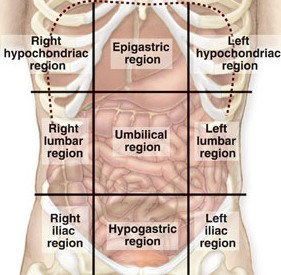 Right
hypochondriac
region
Epigastric
region
Left
hypochondriac
region
Right
lumbar
region
Umbilical
region
Left
lumbar
region
Right
iliac
region
Hypogastric
region
Left
iliac
region